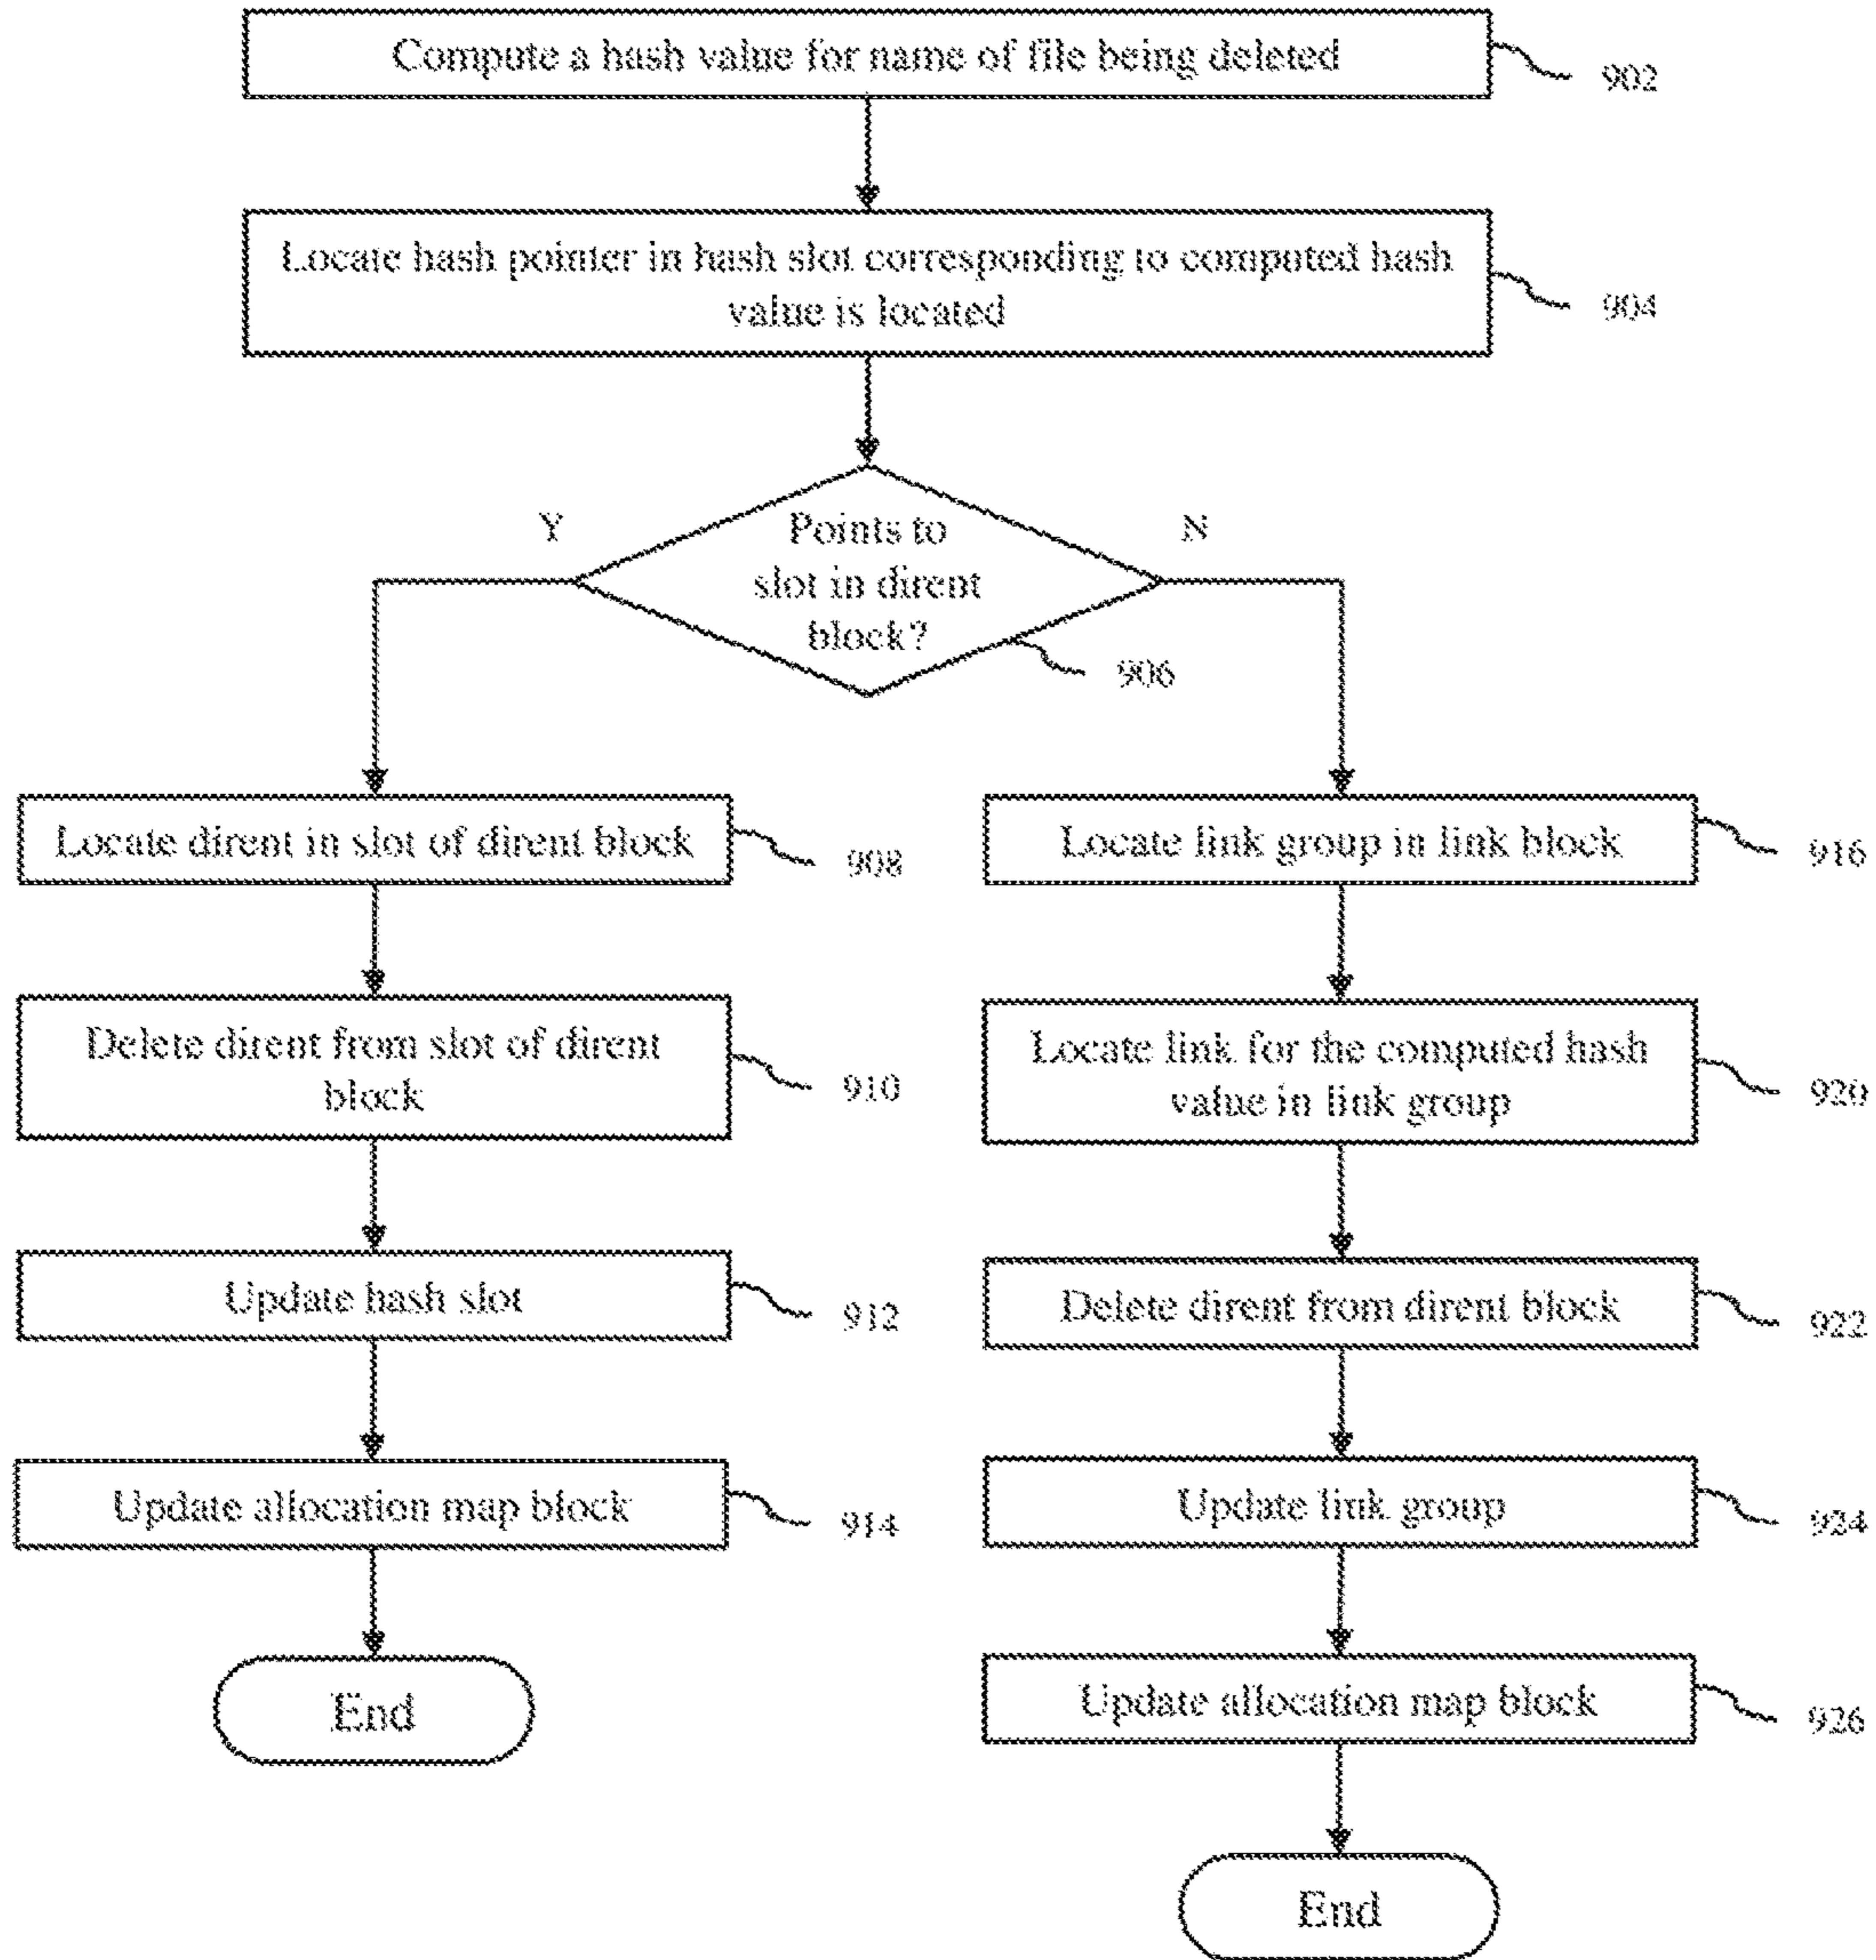 Compute a hash value for name of file being deleted
902
Locate hash pointer in hash slot corresponding to computed hash
value is located
904
Y
N
Points to
slot in dirent
block?
906
Locate dirent in slot of dirent block
908
Locate link group in link block
916
Delete dirent from slot of dirent
block
910
Locate link for the computed hash
value in link group
920
Update hash slot
912
Delete dirent from dirent block
922
Update allocation map block
914
Update link group
924
End
Update allocation map block
926
End